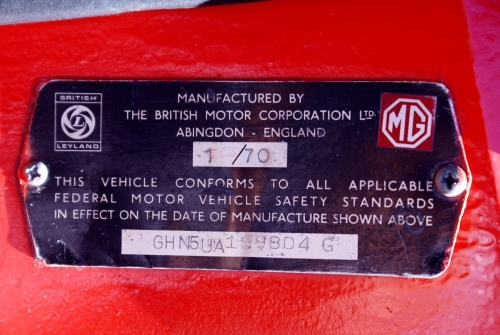 BRITISH
LEYLAND
MANUFACTURED BY
THE BRITISH MOTOR CORPORATION LTD.
ABINGDON - ENGLAND
MG
1 /70
THIS VEHICLE CONFORMS TO ALL APPLICABLE
FEDERAL MOTOR VEHICLE SAFETY STANDARDS
IN EFFECT ON THE DATE OF MANUFACTURE SHOWN ABOVE